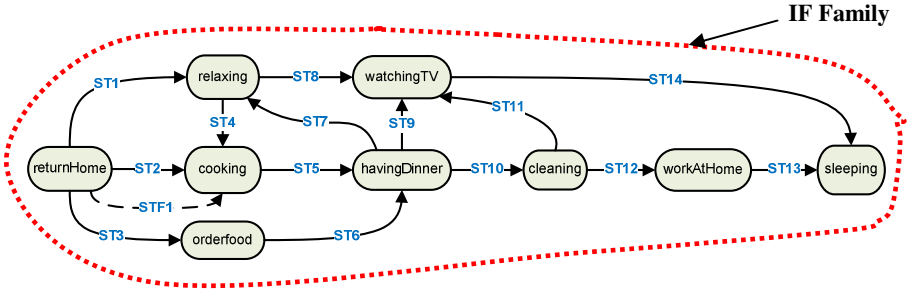 IF Family
relaxing
ST8
watchingTV
ST14
ST1
ST4
ST7
ST9
ST11
returnHome
ST2
cooking
ST5
havingDinner
ST10
cleaning
ST12
workAtHome
ST13
sleeping
STF1
ST3
orderfood
ST6